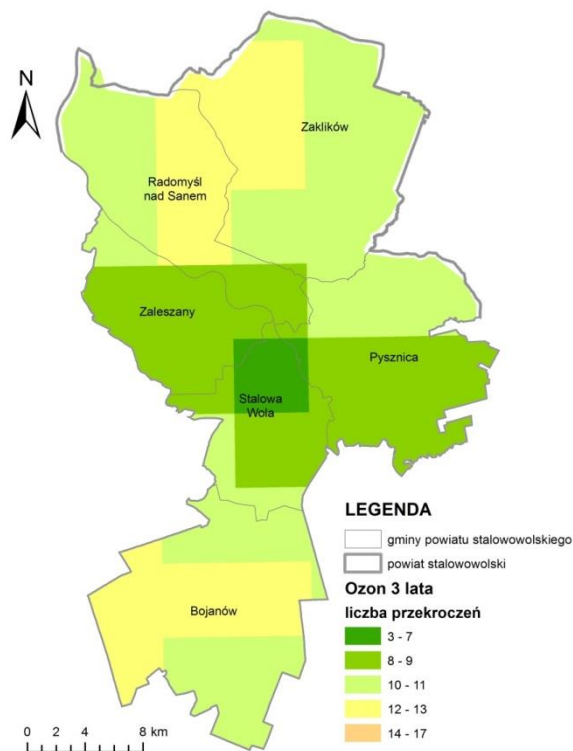 N
Zaklików
Radomyśl
nad Sanem
Zaleszany
Pysznica
Stalowa
Wola
Bojanów
LEGENDA
gminy powiatu stalowowolskiego
powiat stalowowolski
Ozon 3 lata
liczba przekroczeń
3 - 7
8 - 9
10 - 11
12 - 13
14 - 17
0 2 4 8 km